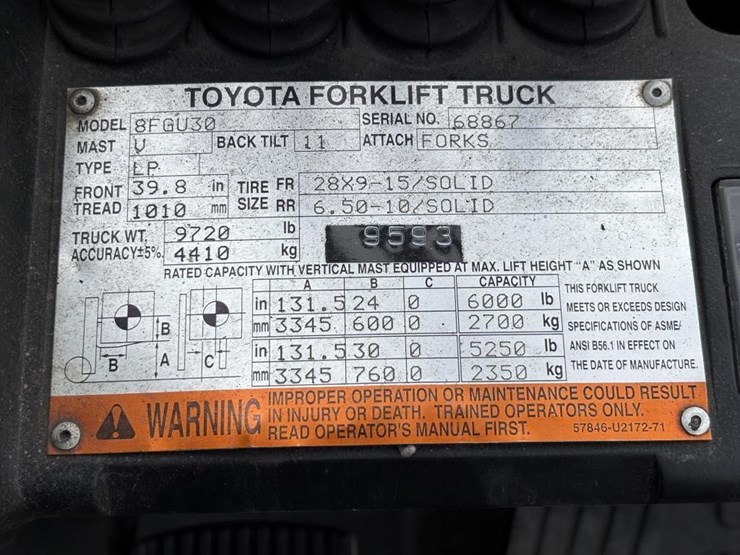 TOYOTA FORKLIFT TRUCK
MODEL 8FGU30 SERIAL NO. 68867
MAST V BACK TILT 11 ATTACH FORKS
TYPE LP
FRONT TREAD 39.8 in TIRE SIZE FR 28X9-15/SOLID
1010 mm RR 6.50-10/SOLID
TRUCK WT. 9720 lb
ACCURACY±5% 4410 kg 9593
RATED CAPACITY WITH VERTICAL MAST EQUIPPED AT MAX. LIFT HEIGHT "A" AS SHOWN
A B C CAPACITY
in 131.5 24 0 6000 lb
mm 3345 600 0 2700 kg
in 131.5 30 0 5250 lb
mm 3345 760 0 2350 kg
B A B C
THIS FORKLIFT TRUCK
MEETS OR EXCEEDS DESIGN
SPECIFICATIONS OF ASME/
ANSI B56.1 IN EFFECT ON
THE DATE OF MANUFACTURE.
WARNING
IMPROPER OPERATION OR MAINTENANCE COULD RESULT
IN INJURY OR DEATH. TRAINED OPERATORS ONLY.
READ OPERATOR'S MANUAL FIRST. 57846-U2172-71